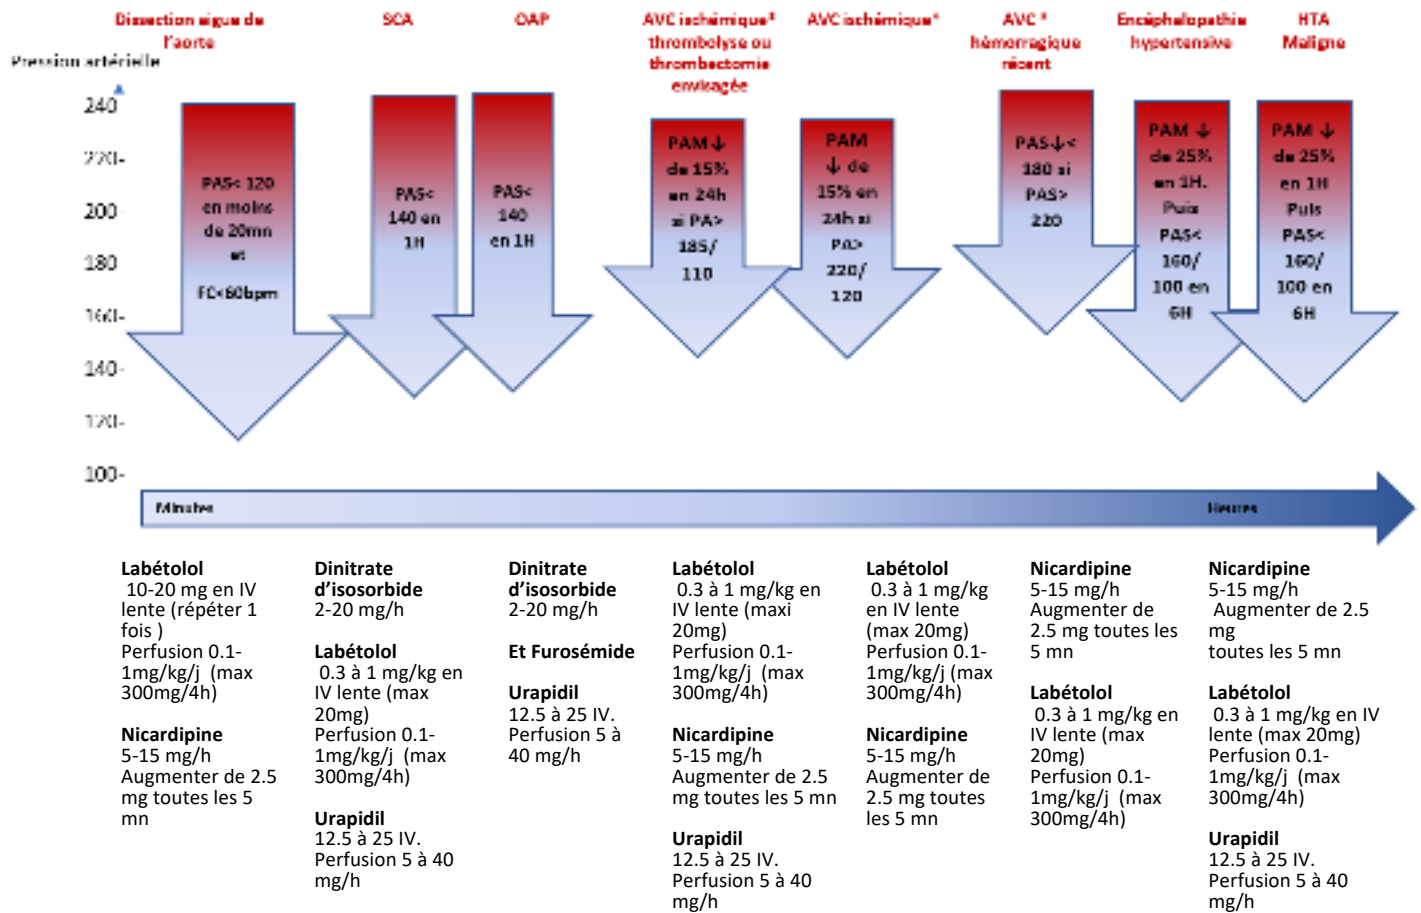 Dissection aigue de
l'aorte
SCA
OAP
AVC ischémique*
thrombolyse ou
thrombectomie
envisagée
AVC ischémique*
AVC *
hémorragique
récent
Encéphalopathie
hypertensive
HTA
Maligne
Pression artérielle
240
220-
200-
180
160-
140-
120-
100-
PAS< 120
en moins
de 20mn
et
FC<60bpm
PAS<
140 en
1H
PAS<
140
en 1H
PAM ↓
de 15%
en 24h
si PA>
185/
110
PAM
↓ de
15% en
24h si
PA>
220/
120
PAS↓<
180 si
PAS>
220
PAM ↓
de 25%
en 1H.
Puis
PAS<
160/
100 en
6H
PAM ↓
de 25%
en 1H
Puis
PAS<
160/
100 en
6H
Minutes
Heures
Labétolol
10-20 mg en IV
lente (répéter 1
fois )
Perfusion 0.1-
1mg/kg/j (max
300mg/4h)
Nicardipine
5-15 mg/h
Augmenter de 2.5
mg toutes les 5
mn
Dinitrate
d'isosorbide
2-20 mg/h
Labétolol
0.3 à 1 mg/kg en
IV lente (max
20mg)
Perfusion 0.1-
1mg/kg/j (max
300mg/4h)
Urapidil
12.5 à 25 IV.
Perfusion 5 à 40
mg/h
Dinitrate
d'isosorbide
2-20 mg/h
Et Furosémide
Urapidil
12.5 à 25 IV.
Perfusion 5 à
40 mg/h
Labétolol
0.3 à 1 mg/kg en
IV lente (maxi
20mg)
Perfusion 0.1-
1mg/kg/j (max
300mg/4h)
Nicardipine
5-15 mg/h
Augmenter de 2.5
mg toutes les 5 mn
Urapidil
12.5 à 25 IV.
Perfusion 5 à 40
mg/h
Labétolol
0.3 à 1 mg/kg
en IV lente
(max 20mg)
Perfusion 0.1-
1mg/kg/j (max
300mg/4h)
Nicardipine
5-15 mg/h
Augmenter de
2.5 mg toutes
les 5 mn
Nicardipine
5-15 mg/h
Augmenter de
2.5 mg toutes les
5 mn
Labétolol
0.3 à 1 mg/kg en
IV lente (max
20mg)
Perfusion 0.1-
1mg/kg/j (max
300mg/4h)
Nicardipine
5-15 mg/h
Augmenter de 2.5
mg
toutes les 5 mn
Labétolol
0.3 à 1 mg/kg en IV
lente (max 20mg)
Perfusion 0.1-
1mg/kg/j (max
300mg/4h)
Urapidil
12.5 à 25 IV.
Perfusion 5 à 40
mg/h